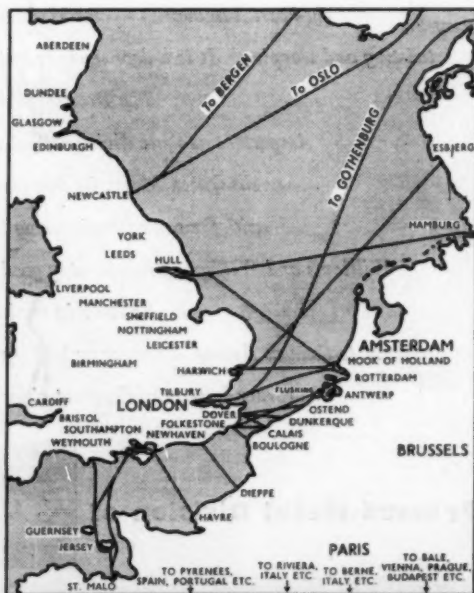 ABERDEEN
DUNDEE
GLASGOW
EDINBURGH
To BERGEN
To OSLO
To GOTHENBURG
ESBJERG
NEWCASTLE
HAMBURG
YORK
LEEDS
HULL
LIVERPOOL
MANCHESTER
SHEFFIELD
NOTTINGHAM
LEICESTER
BIRMINGHAM
AMSTERDAM
HOOK OF HOLLAND
HARWICH
ROTTERDAM
FLUSHING
ANTWERP
TILBURY
LONDON
CARDIFF
BRISTOL
SOUTHAMPTON
WEYMOUTH
DOVER
FOLKESTONE
NEWHAVEN
OSTEND
DUNKERQUE
CALAIS
BOULOGNE
BRUSSELS
DIEPPE
HAVRE
GUERNSEY
JERSEY
ST. MALO
PARIS
TO PYRENEES,
SPAIN, PORTUGAL ETC.
TO RIVIERA,
ITALY ETC.
TO BERNE,
ITALY ETC.
TO BALE,
VIENNA, PRAGUE,
BUDAPEST ETC.